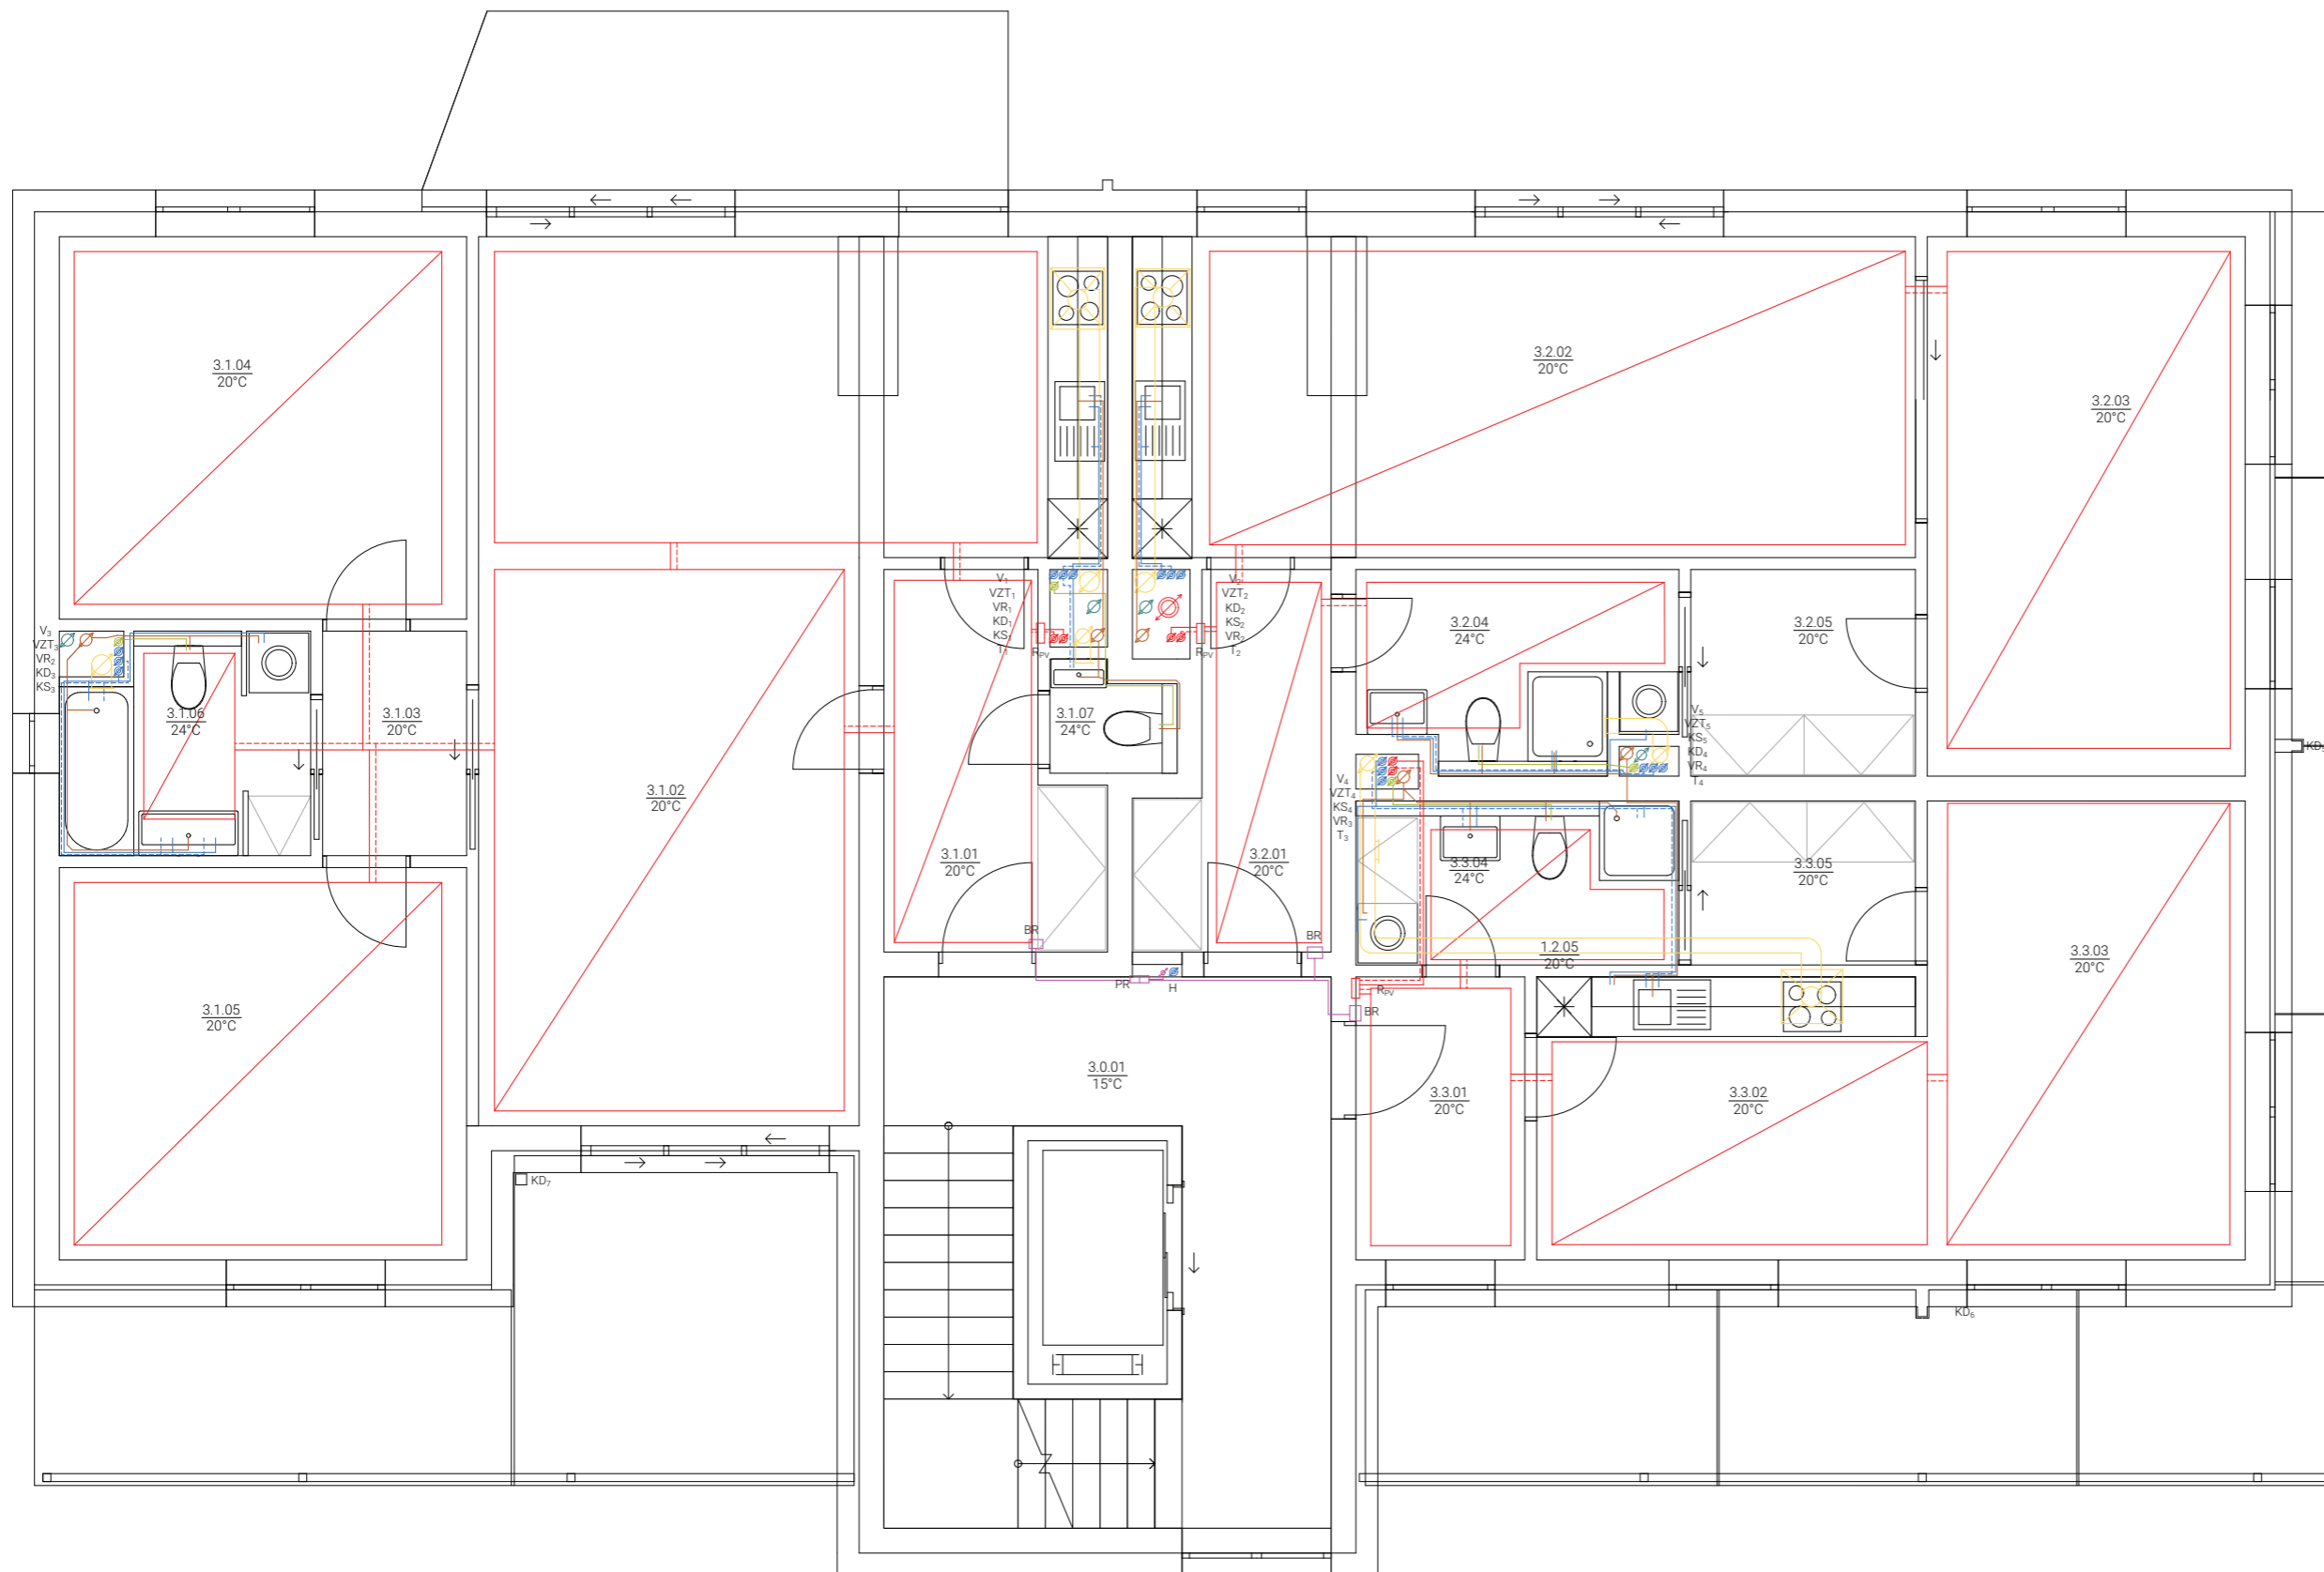 3.1.04
20°C
3.2.02
20°C
3.2.03
20°C
V₁
VZT₁
VR₁
KD₁
KS₁
T₁
R_PV
V₂
VZT₂
KD₂
KS₂
VR₂
T₂
R_PV
3.2.04
24°C
3.2.05
20°C
V₃
VZT₃
VR₂
KD₃
KS₃
3.1.06
24°C
3.1.03
20°C
3.1.07
24°C
V₅
VZT₅
KS₅
KD₄
VR₄
T₄
V₄
VZT₄
KS₄
VR₃
T₃
3.1.02
20°C
3.1.01
20°C
3.2.01
20°C
3.3.04
24°C
3.3.05
20°C
BR
BR
1.2.05
20°C
3.3.03
20°C
PR
H
R_PV
BR
3.1.05
20°C
3.0.01
15°C
3.3.01
20°C
3.3.02
20°C
KD₇
KD₆